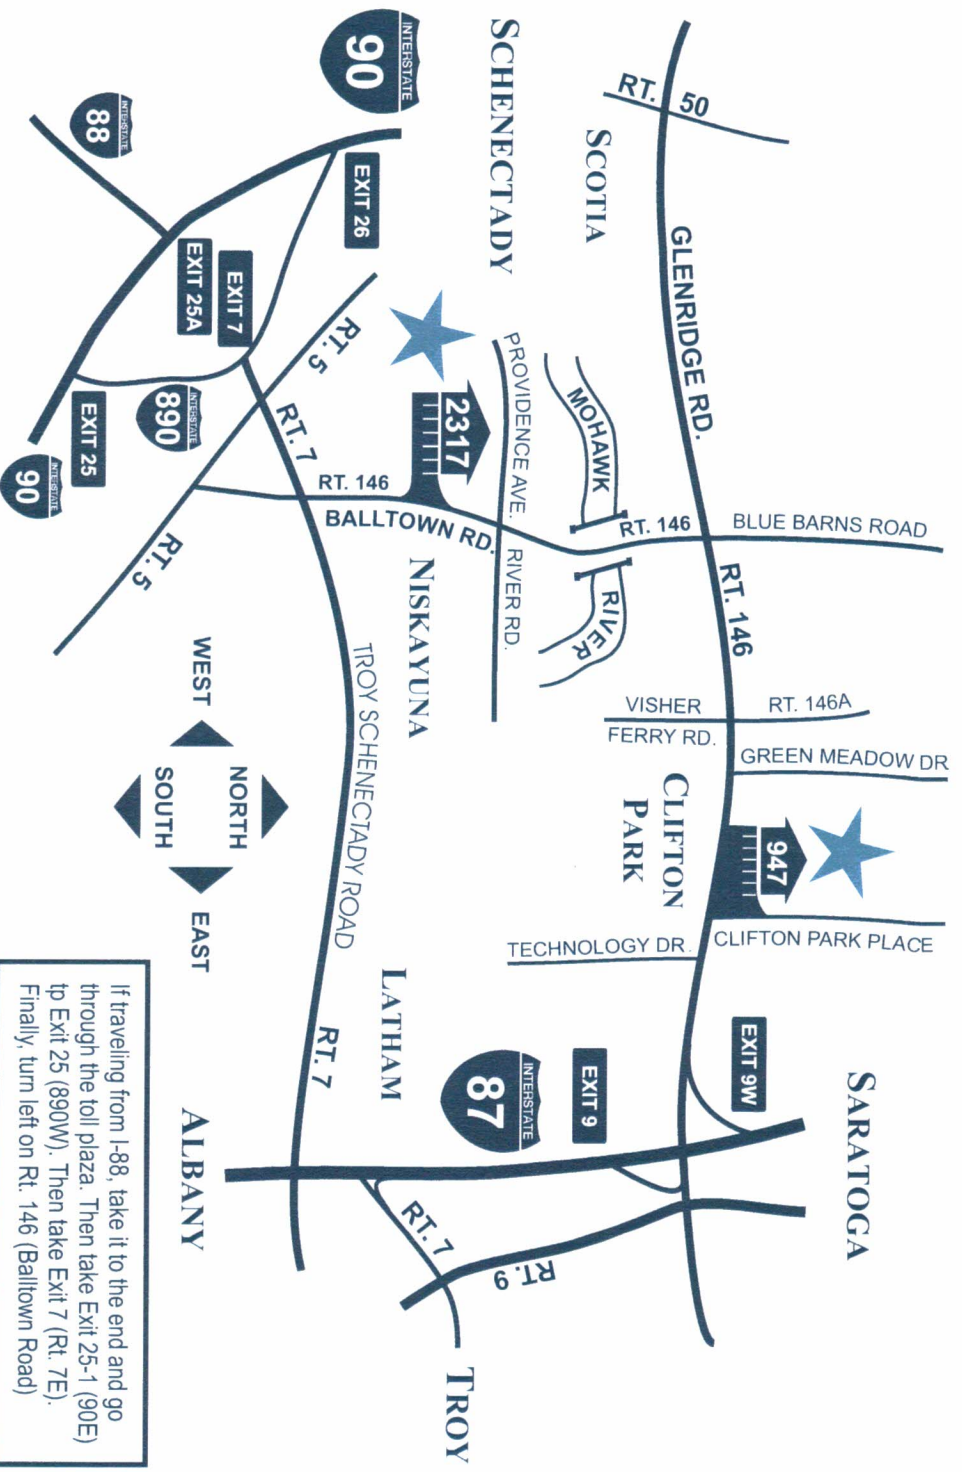 SARATOGA
BLUE BARNS ROAD
RT. 146A
GREEN MEADOW DR
947
CLIFTON PARK PLACE
EXIT 9W
RT. 50
SCOTIA
GLENRIDGE RD.
RT. 146
RT. 146
VISHER
FERRY RD.
CLIFTON
PARK
TECHNOLOGY DR.
EXIT 9
MOHAWK
RIVER
SCHENECTADY
PROVIDENCE AVE.
RIVER RD.
INTERSTATE
87
RT. 9
2317
NISKAYUNA
LATHAM
RT. 7
TROY
INTERSTATE
90
EXIT 26
RT. 5
RT. 146
BALLTOWN RD.
TROY SCHENECTADY ROAD
RT. 7
RT. 7
EXIT 7
EXIT 25A
INTERSTATE
88
INTERSTATE
890
EXIT 25
INTERSTATE
90
RT. 5
NORTH
WEST
EAST
SOUTH
ALBANY
If traveling from I-88, take it to the end and go
through the toll plaza. Then take Exit 25-1 (90E)
tp Exit 25 (890W). Then take Exit 7 (Rt. 7E).
Finally, turn left on Rt. 146 (Balltown Road)